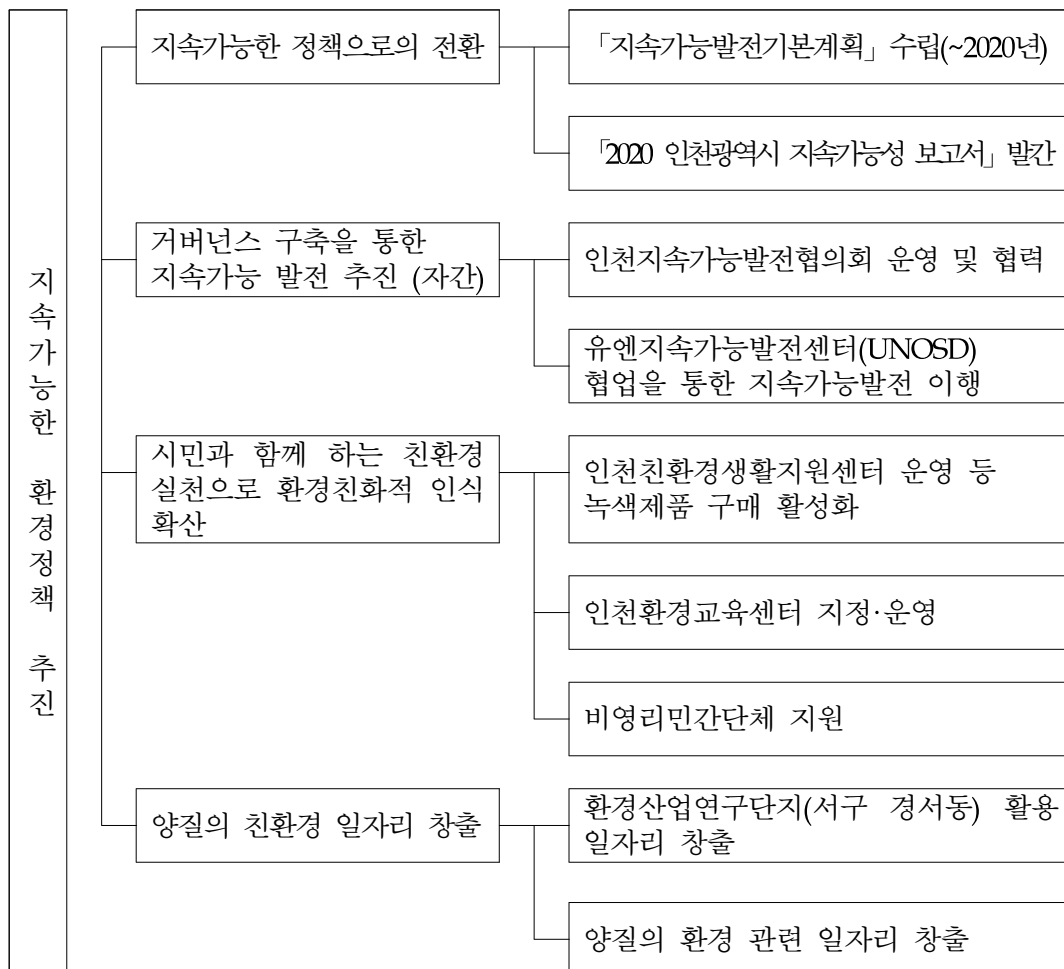 지속가능한 환경정책 추진
지속가능한 정책으로의 전환
「지속가능발전기본계획」 수립(~2020년)
「2020 인천광역시 지속가능성 보고서」 발간
거버넌스 구축을 통한
지속가능 발전 추진 (자간)
인천지속가능발전협의회 운영 및 협력
유엔지속가능발전센터(UNOSD)
협업을 통한 지속가능발전 이행
시민과 함께 하는 친환경
실천으로 환경친화적 인식
확산
인천친환경생활지원센터 운영 등
녹색제품 구매 활성화
인천환경교육센터 지정·운영
비영리민간단체 지원
양질의 친환경 일자리 창출
환경산업연구단지(서구 경서동) 활용
일자리 창출
양질의 환경 관련 일자리 창출